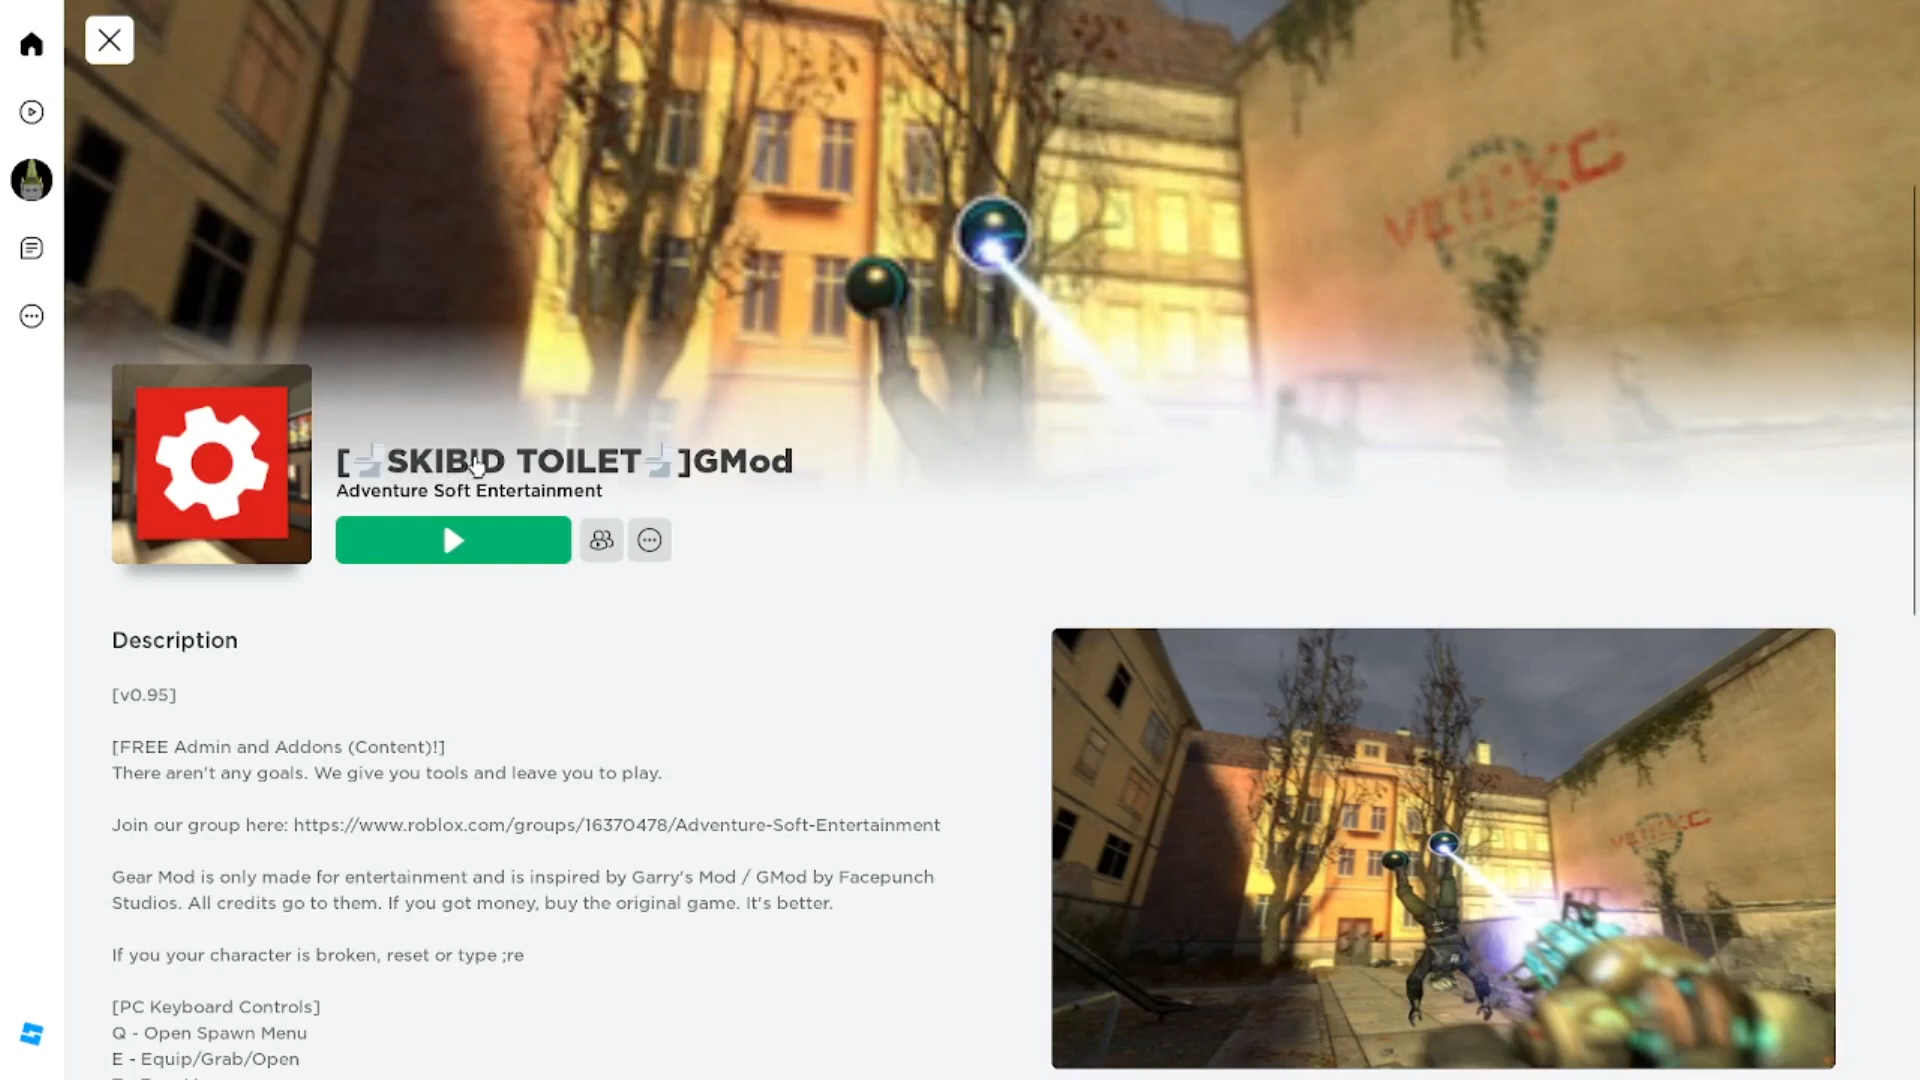 [🚽SKIBID TOILET🚽]GMod
Adventure Soft Entertainment
Description
[v0.95]
[FREE Admin and Addons (Content)!]
There aren't any goals. We give you tools and leave you to play.
Join our group here: https://www.roblox.com/groups/16370478/Adventure-Soft-Entertainment
Gear Mod is only made for entertainment and is inspired by Garry's Mod / GMod by Facepunch
Studios. All credits go to them. If you got money, buy the original game. It's better.
If you your character is broken, reset or type ;re
[PC Keyboard Controls]
Q - Open Spawn Menu
E - Equip/Grab/Open